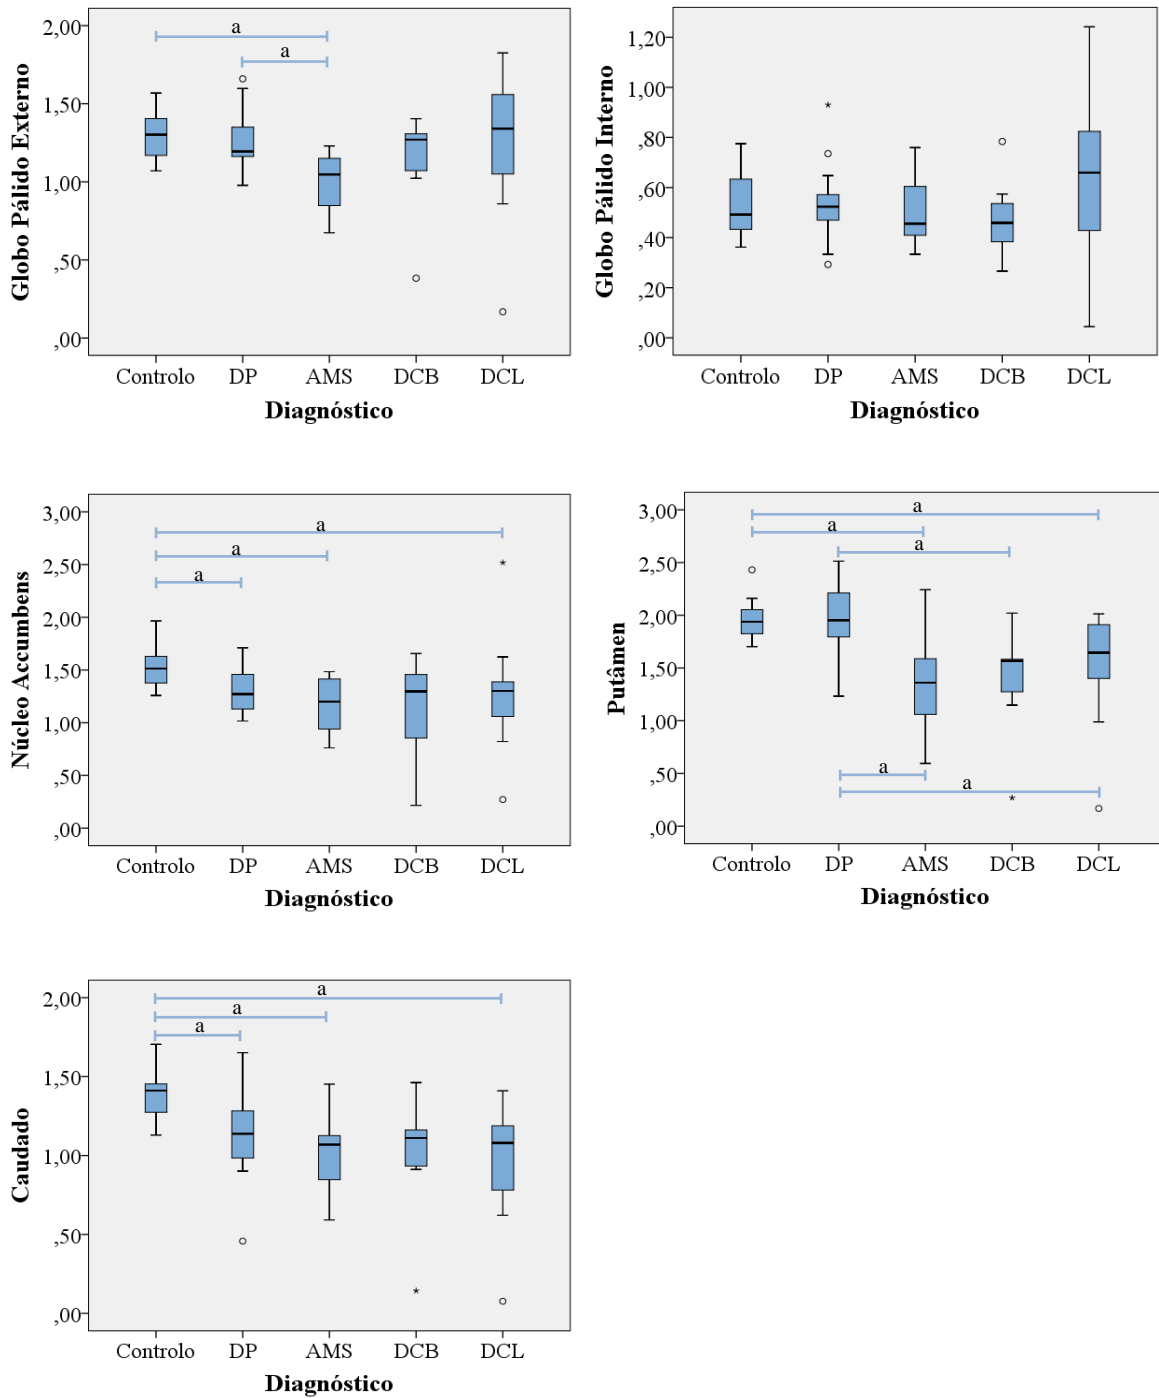 Globo Pálido Externo
2,00
1,50
1,00
,50
,00
a
a
Controlo DP AMS DCB DCL
Diagnóstico
Globo Pálido Interno
1,20
1,00
,80
,60
,40
,20
,00
Controlo DP AMS DCB DCL
Diagnóstico
Núcleo Accumbens
3,00
2,50
2,00
1,50
1,00
,50
,00
a
a
a
Controlo DP AMS DCB DCL
Diagnóstico
Putâmen
3,00
2,50
2,00
1,50
1,00
,50
,00
a
a
a
a
a
Controlo DP AMS DCB DCL
Diagnóstico
Caudado
2,00
1,50
1,00
,50
,00
a
a
a
Controlo DP AMS DCB DCL
Diagnóstico